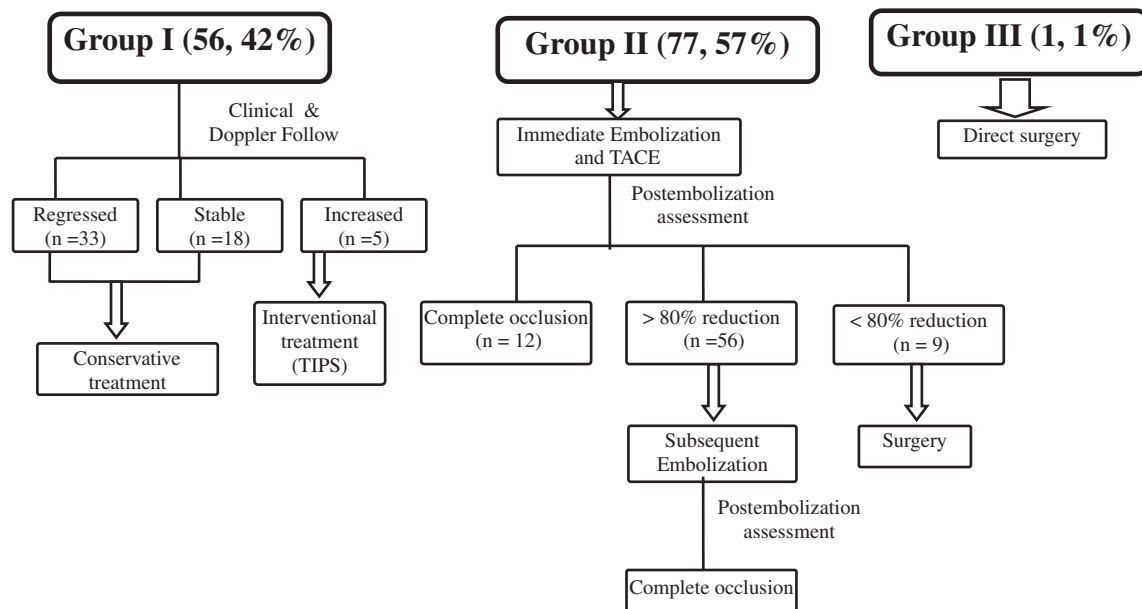 Group I (56, 42%)
Clinical &
Doppler Follow
Regressed
(n =33)
Stable
(n =18)
Increased
(n =5)
Conservative
treatment
Interventional
treatment
(TIPS)
Group II (77, 57%)
Immediate Embolization
and TACE
Postembolization
assessment
Complete occlusion
(n = 12)
> 80% reduction
(n =56)
< 80% reduction
(n = 9)
Subsequent
Embolization
Surgery
Postembolization
assessment
Complete occlusion
Group III (1, 1%)
Direct surgery